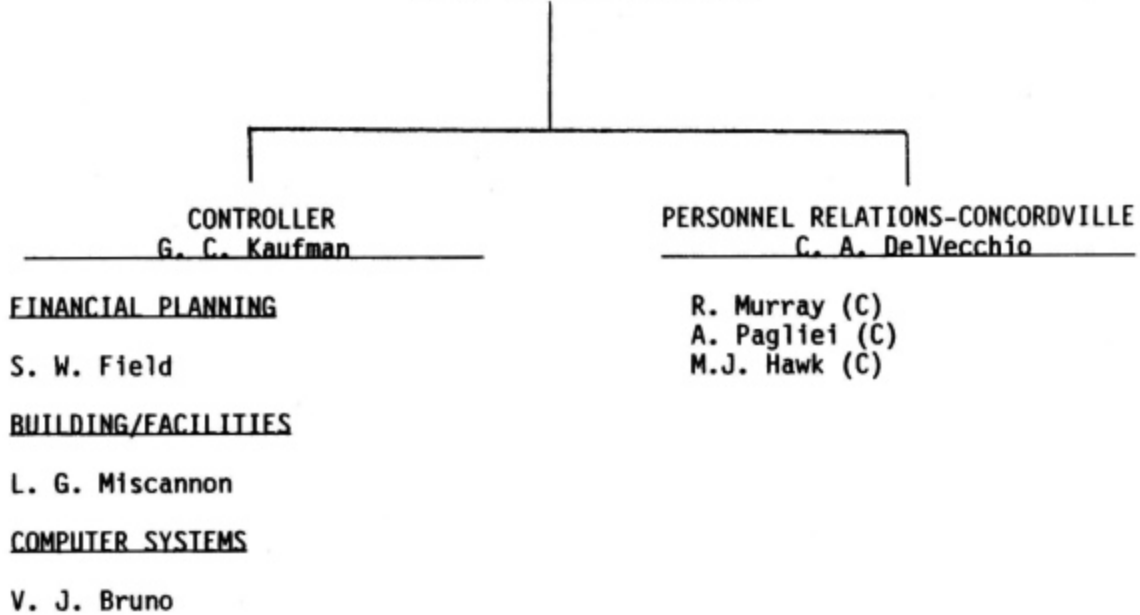 CONTROLLER
G. C. Kaufman
FINANCIAL PLANNING
S. W. Field
BUILDING/FACILITIES
L. G. Miscannon
COMPUTER SYSTEMS
V. J. Bruno
PERSONNEL RELATIONS-CONCORDVILLE
C. A. DelVecchio
R. Murray (C)
A. Pagliei (C)
M.J. Hawk (C)